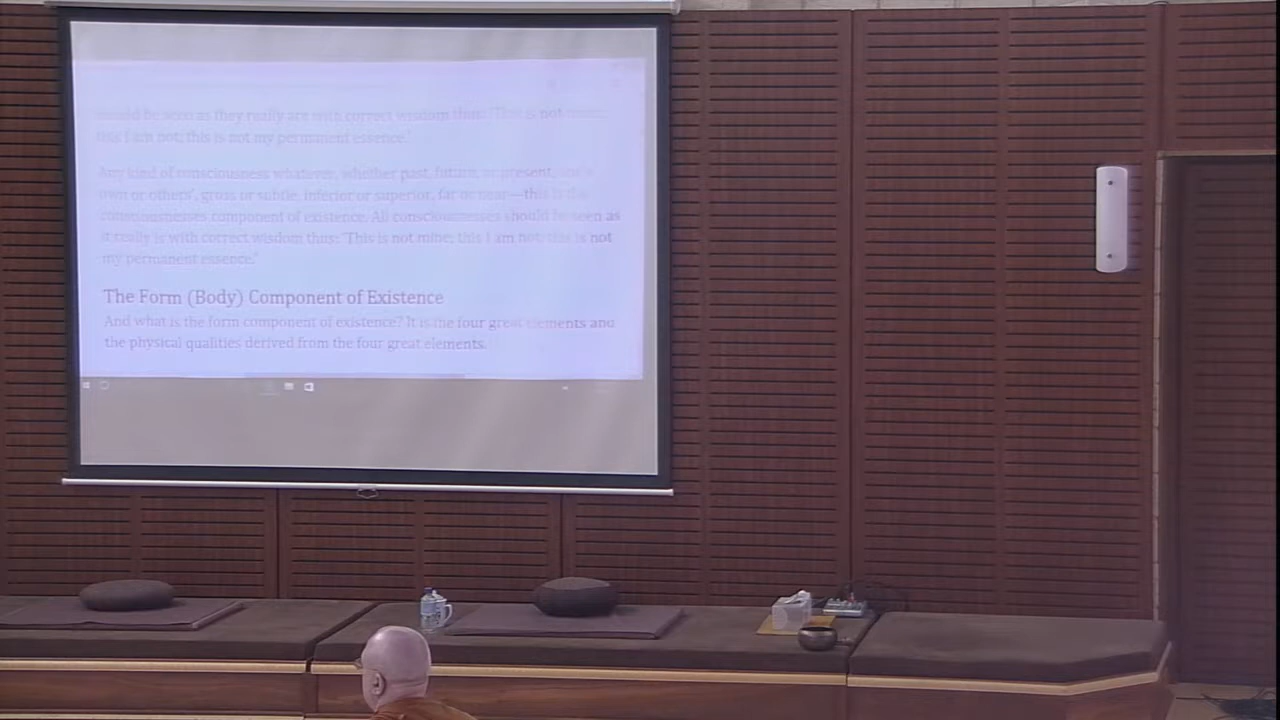 should be seen as they really are with correct wisdom thus: 'This is not mine;
this I am not; this is not my permanent essence.'
Any kind of consciousness whatever, whether past, future, or present, one's
own or others', gross or subtle, inferior or superior, far or near—this is the
consciousnesses component of existence. All consciousnesses should be seen as
it really is with correct wisdom thus: 'This is not mine; this I am not; this is not
my permanent essence.'
The Form (Body) Component of Existence
And what is the form component of existence? It is the four great elements and
the physical qualities derived from the four great elements.